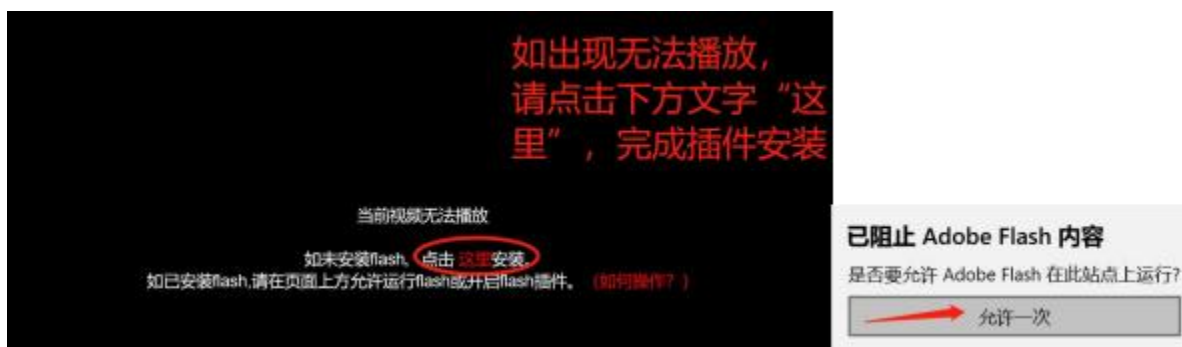 如出现无法播放，
请点击下方文字“这
里”，完成插件安装
当前视频无法播放
如未安装flash, 点击 这里安装。
如已安装flash,请在页面上方允许运行flash或开启flash插件。 (如何操作？)
已阻止 Adobe Flash 内容
是否要允许 Adobe Flash 在此站点上运行?
允许一次